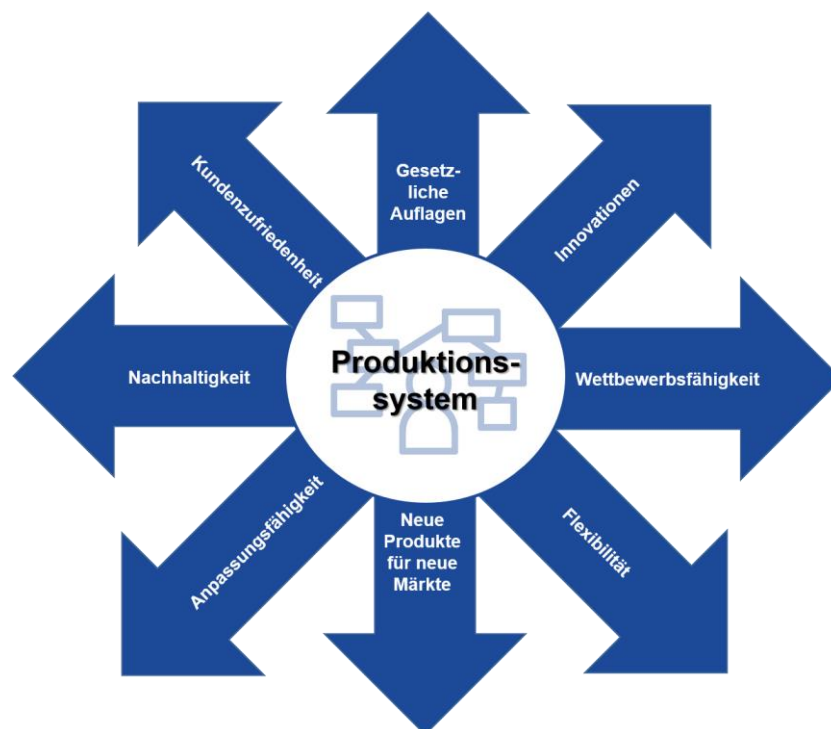 Gesetz-
liche
Auflagen
Innovationen
Wettbewerbsfähigkeit
Flexibilität
Neue
Produkte
für neue
Märkte
Anpassungsfähigkeit
Nachhaltigkeit
Kundenzufriedenheit
Produktions-
system